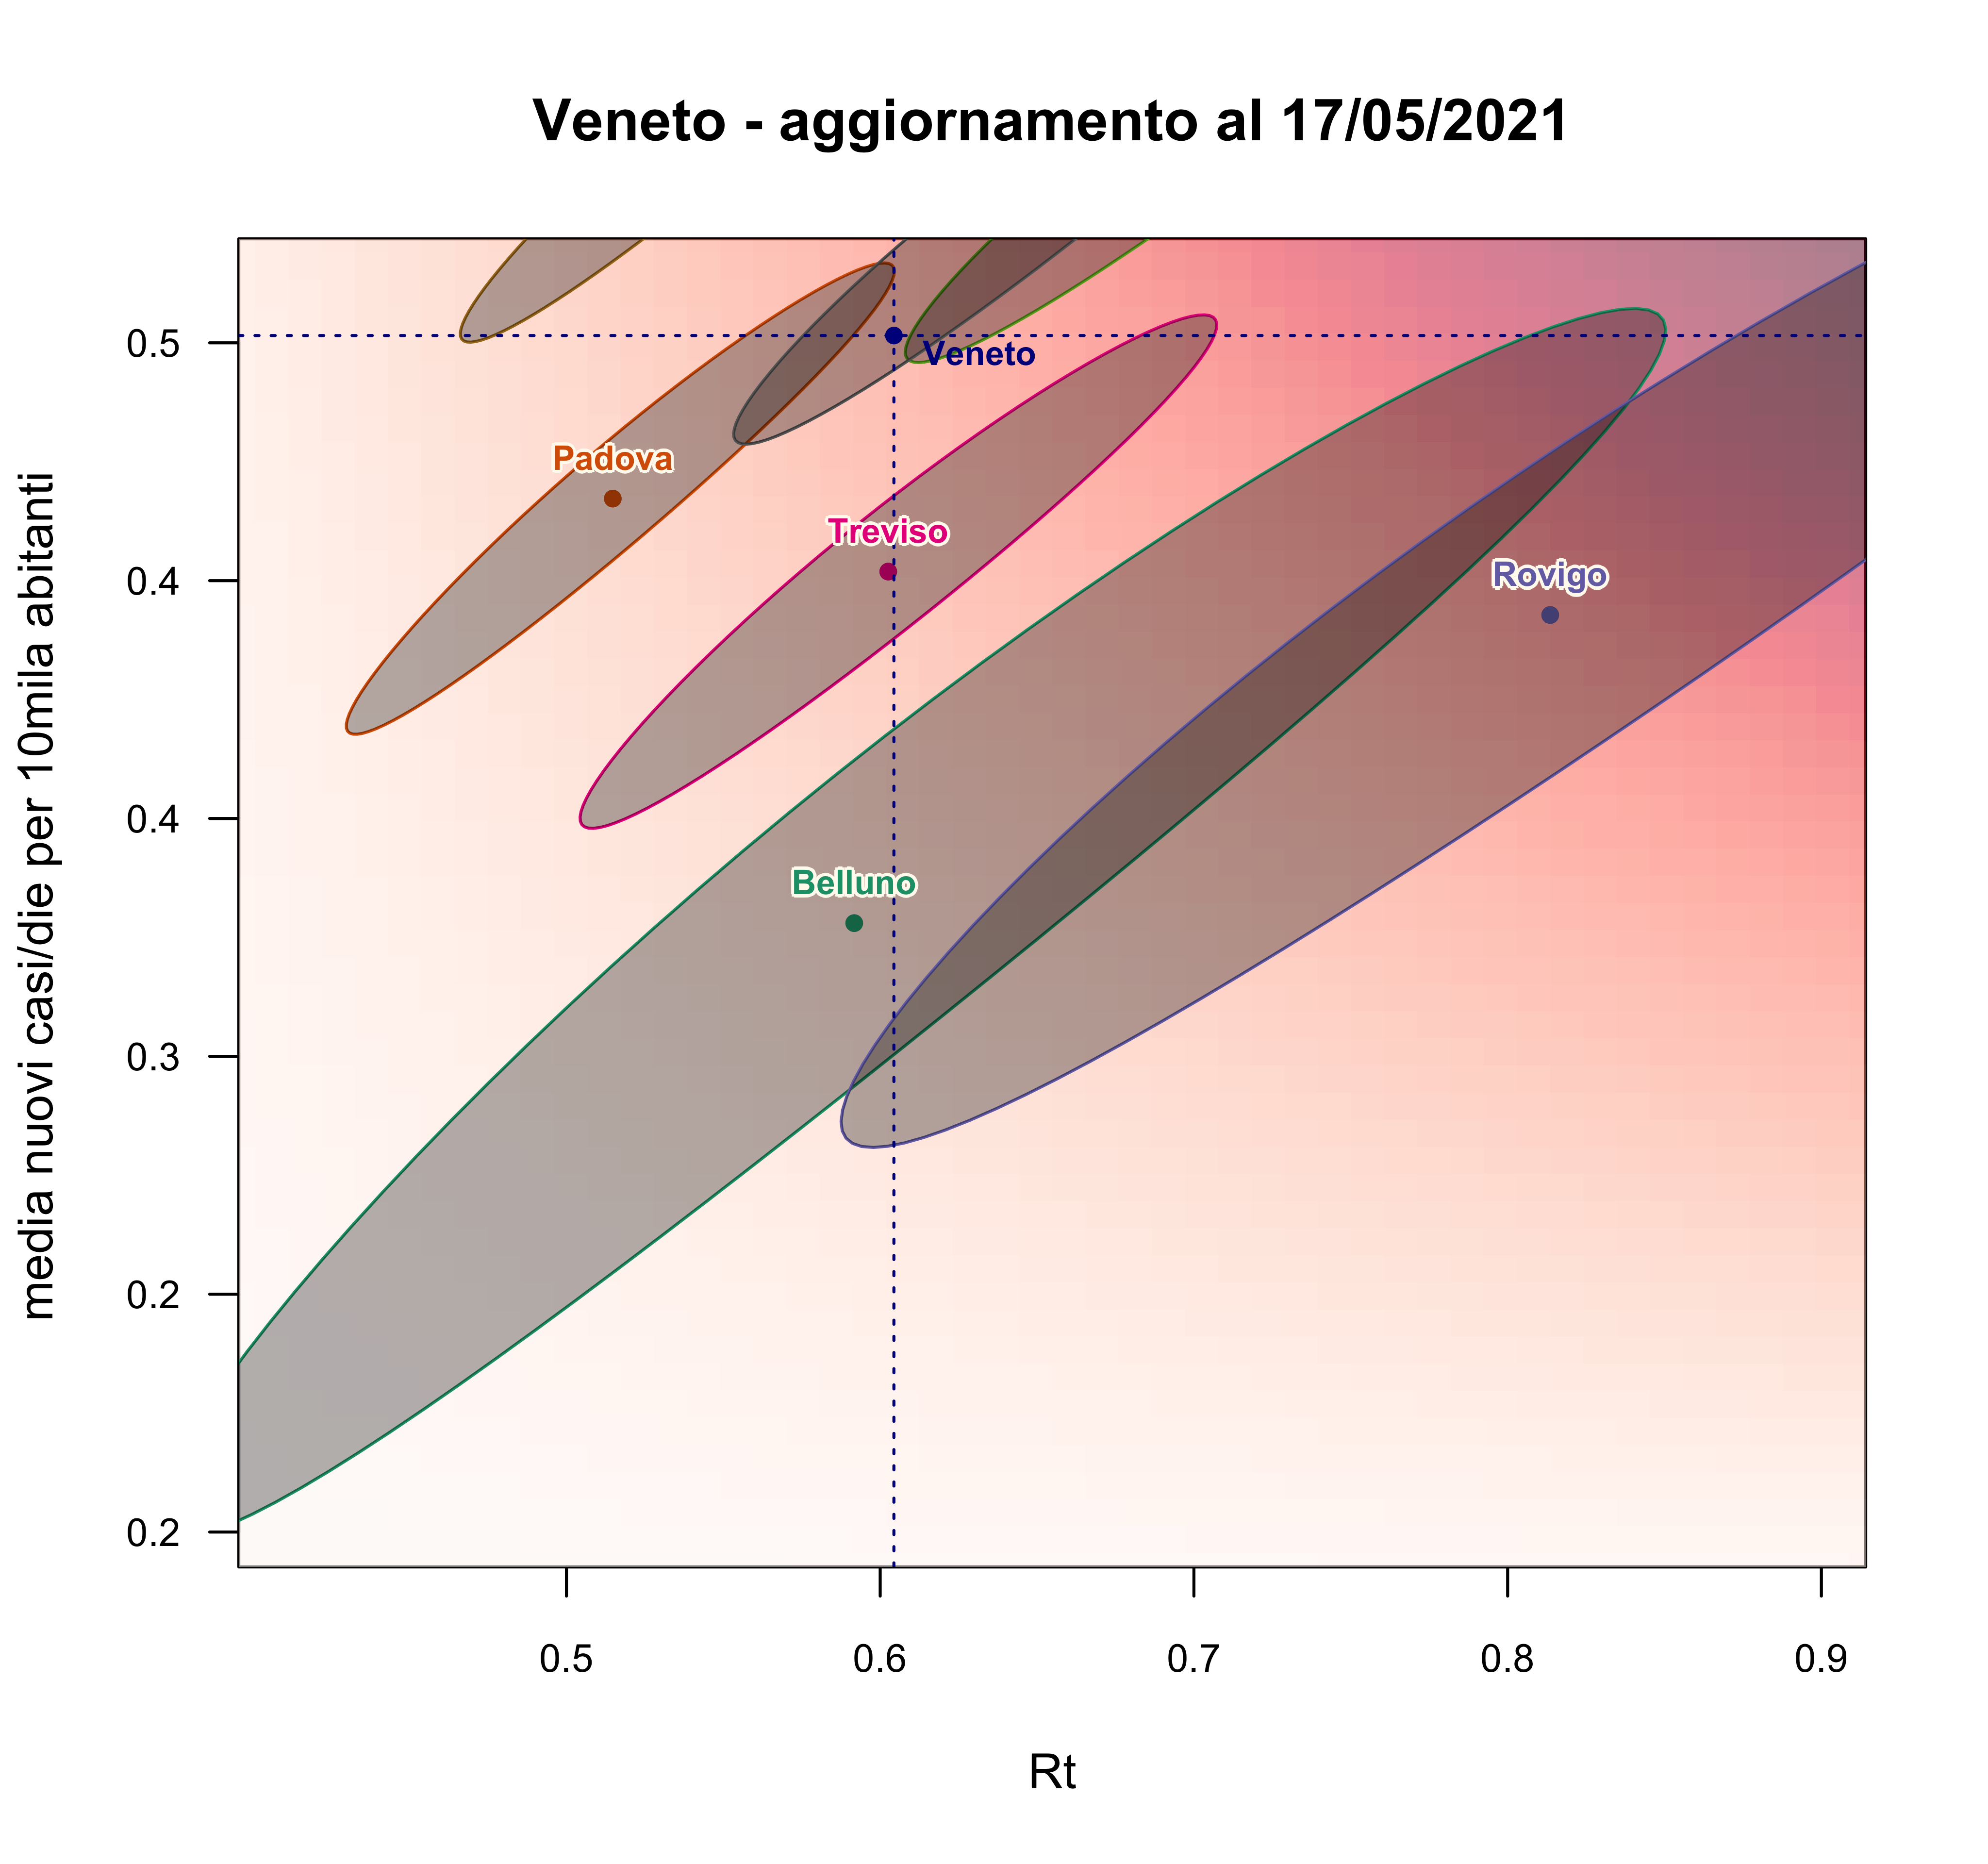 Veneto - aggiornamento al 17/05/2021
media nuovi casi/die per 10mila abitanti
0.5
0.4
0.4
0.3
0.2
0.2
Veneto
Padova
Treviso
Rovigo
Belluno
0.5 0.6 0.7 0.8 0.9
Rt